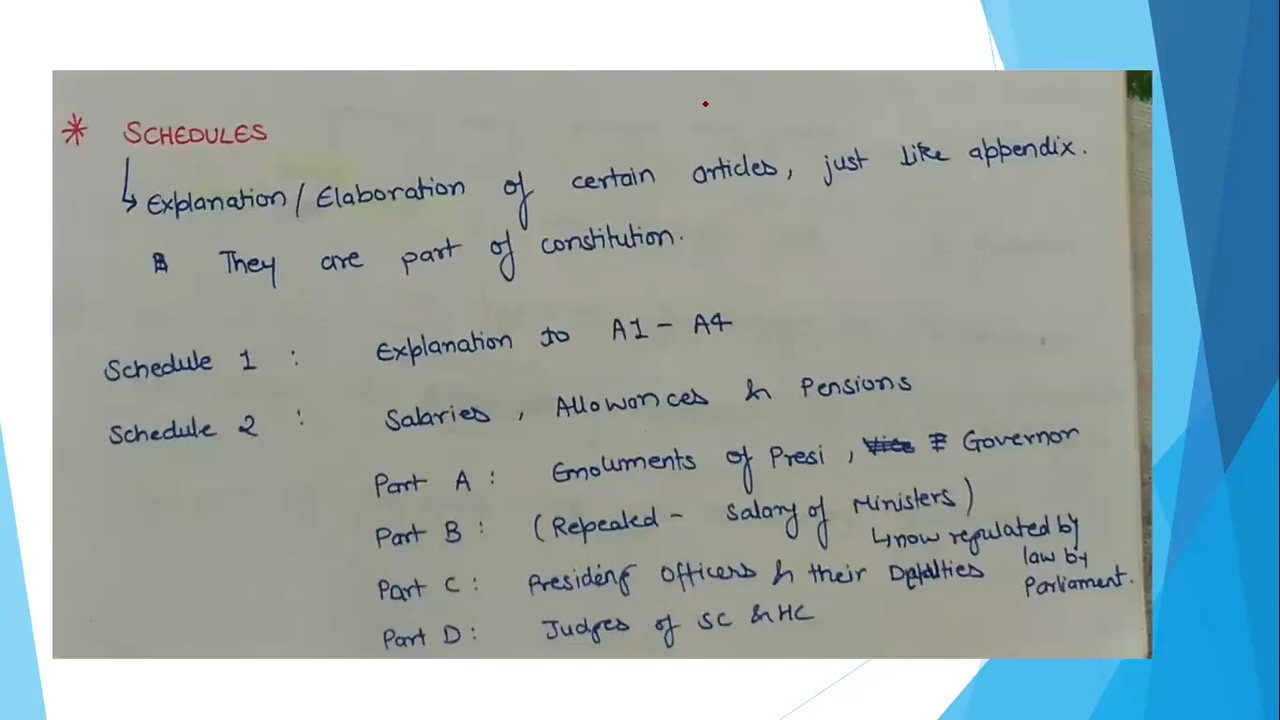 * SCHEDULES
↳ Explanation / Elaboration of certain articles, just like appendix.
They are part of constitution.
Schedule 1 : Explanation to A1 - A4
Schedule 2 : Salaries, Allowances & Pensions
Part A : Emoluments of Presi, Governor
Part B : (Repealed - Salary of Ministers)
↳ now regulated by law by Parliament.
Part C : Presiding Officers & their
Part D : Judges of SC & HC